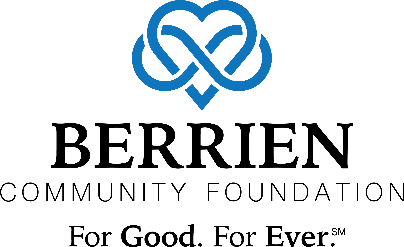 BERRIEN
COMMUNITY FOUNDATION
For Good. For Ever.℠